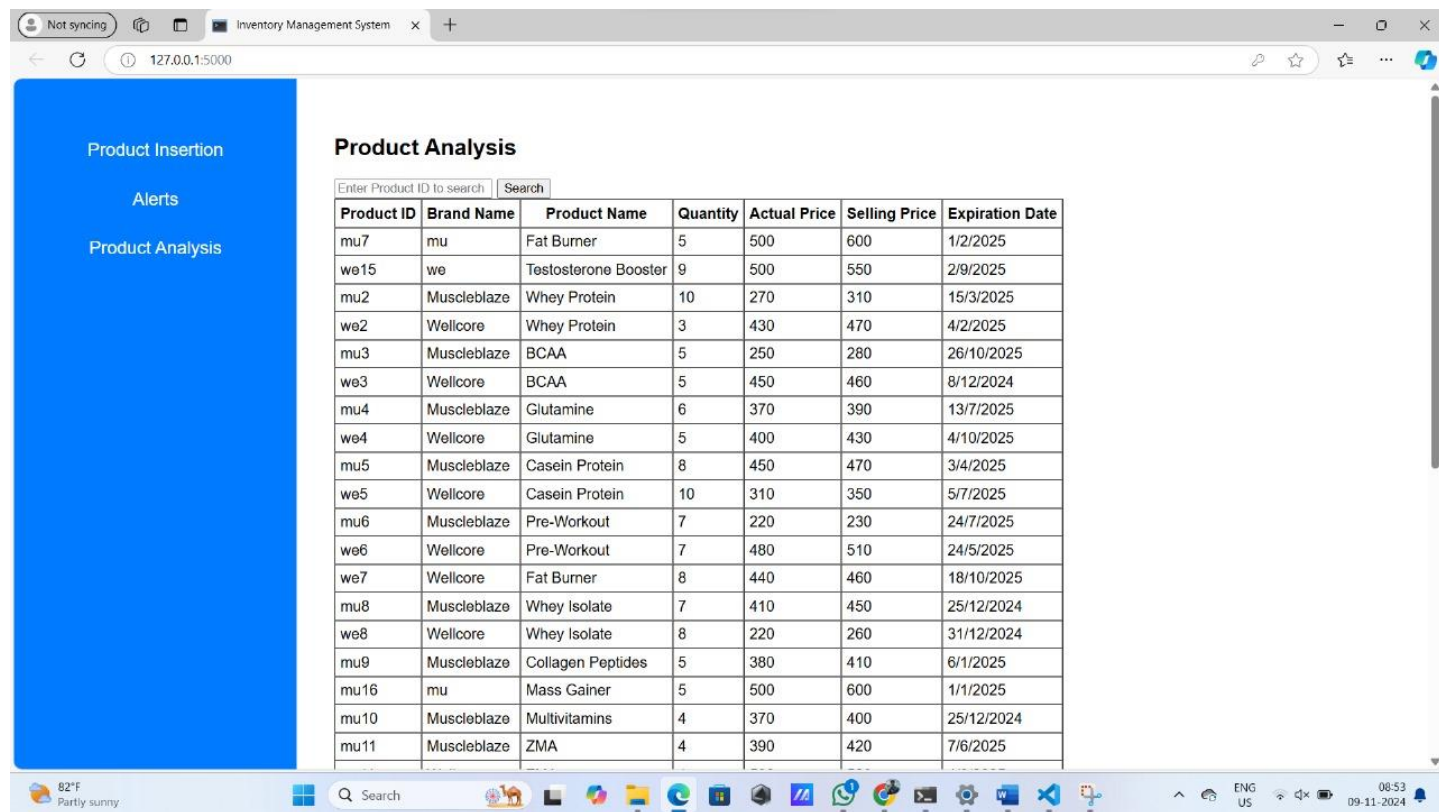 Not syncing
Inventory Management System
127.0.0.1:5000
Product Insertion
Alerts
Product Analysis
Product Analysis
Enter Product ID to search Search
Product ID Brand Name Product Name Quantity Actual Price Selling Price Expiration Date
mu7 mu Fat Burner 5 500 600 1/2/2025
we15 we Testosterone Booster 9 500 550 2/9/2025
mu2 Muscleblaze Whey Protein 10 270 310 15/3/2025
we2 Wellcore Whey Protein 3 430 470 4/2/2025
mu3 Muscleblaze BCAA 5 250 280 26/10/2025
we3 Wellcore BCAA 5 450 460 8/12/2024
mu4 Muscleblaze Glutamine 6 370 390 13/7/2025
we4 Wellcore Glutamine 5 400 430 4/10/2025
mu5 Muscleblaze Casein Protein 8 450 470 3/4/2025
we5 Wellcore Casein Protein 10 310 350 5/7/2025
mu6 Muscleblaze Pre-Workout 7 220 230 24/7/2025
we6 Wellcore Pre-Workout 7 480 510 24/5/2025
we7 Wellcore Fat Burner 8 440 460 18/10/2025
mu8 Muscleblaze Whey Isolate 7 410 450 25/12/2024
we8 Wellcore Whey Isolate 8 220 260 31/12/2024
mu9 Muscleblaze Collagen Peptides 5 380 410 6/1/2025
mu16 mu Mass Gainer 5 500 600 1/1/2025
mu10 Muscleblaze Multivitamins 4 370 400 25/12/2024
mu11 Muscleblaze ZMA 4 390 420 7/6/2025
82°F
Partly sunny
Search
ENG
US
08:53
09-11-2024